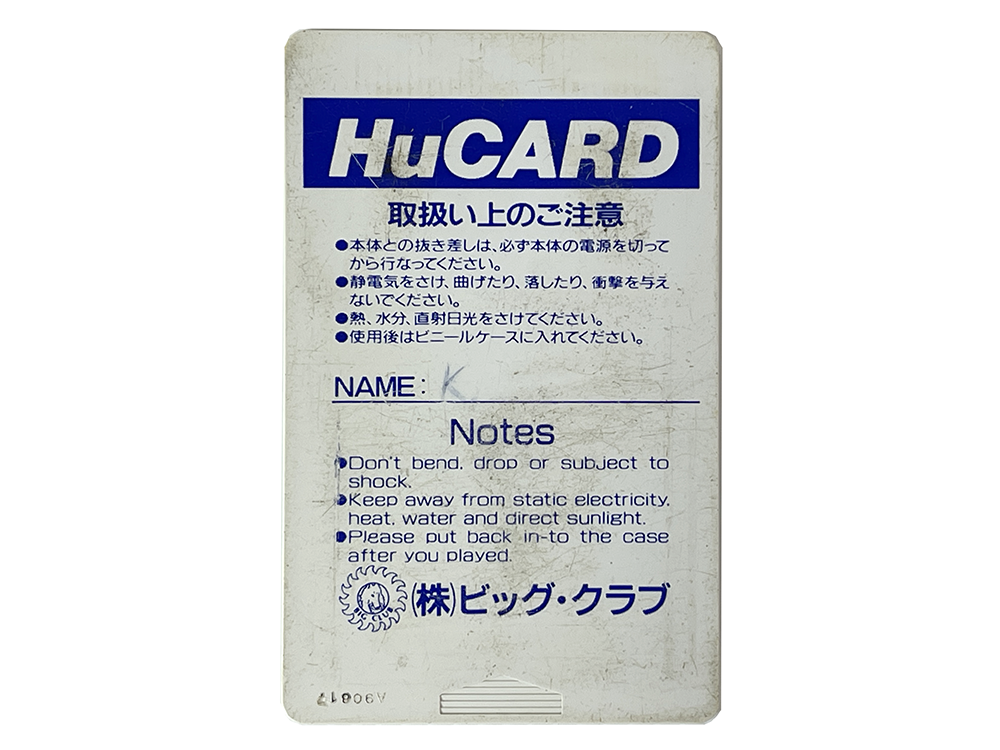 HuCARD
取扱い上のご注意
●本体との抜き差しは、必ず本体の電源を切って
から行なってください。
●静電気をさけ、曲げたり、落したり、衝撃を与え
ないでください。
●熱、水分、直射日光をさけてください。
●使用後はビニールケースに入れてください。
NAME: K
Notes
●Don't bend, drop or subject to
shock.
●Keep away from static electricity,
heat, water and direct sunlight.
●Please put back in-to the case
after you played.
BIG CLUB
(株)ビッグ・クラブ